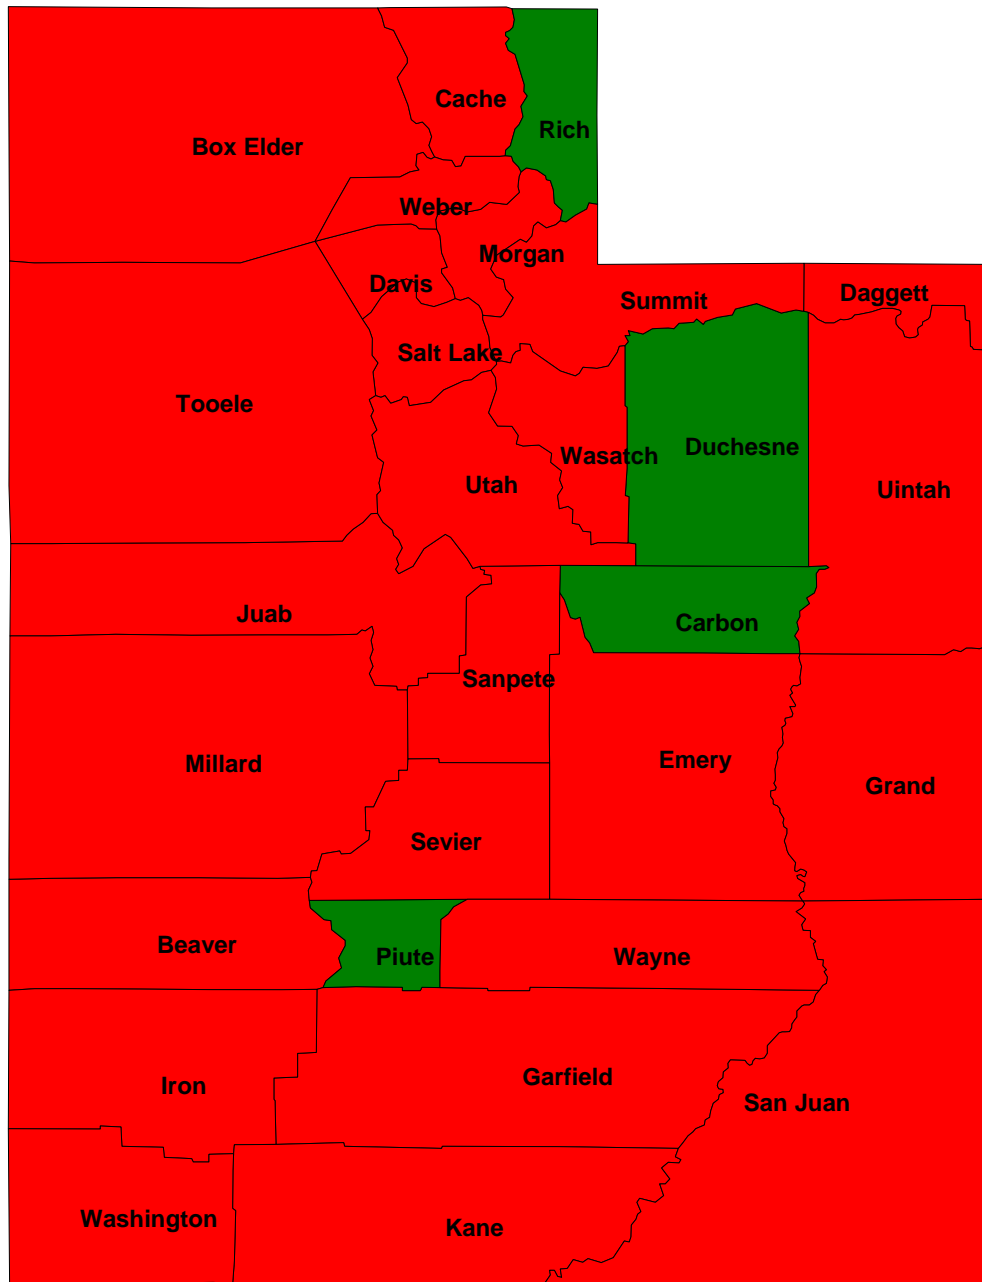 Cache
Rich
Box Elder
Weber
Morgan
Davis
Summit
Daggett
Salt Lake
Tooele
Duchesne
Wasatch
Utah
Uintah
Juab
Carbon
Sanpete
Millard
Emery
Grand
Sevier
Beaver
Piute
Wayne
Iron
Garfield
San Juan
Washington
Kane